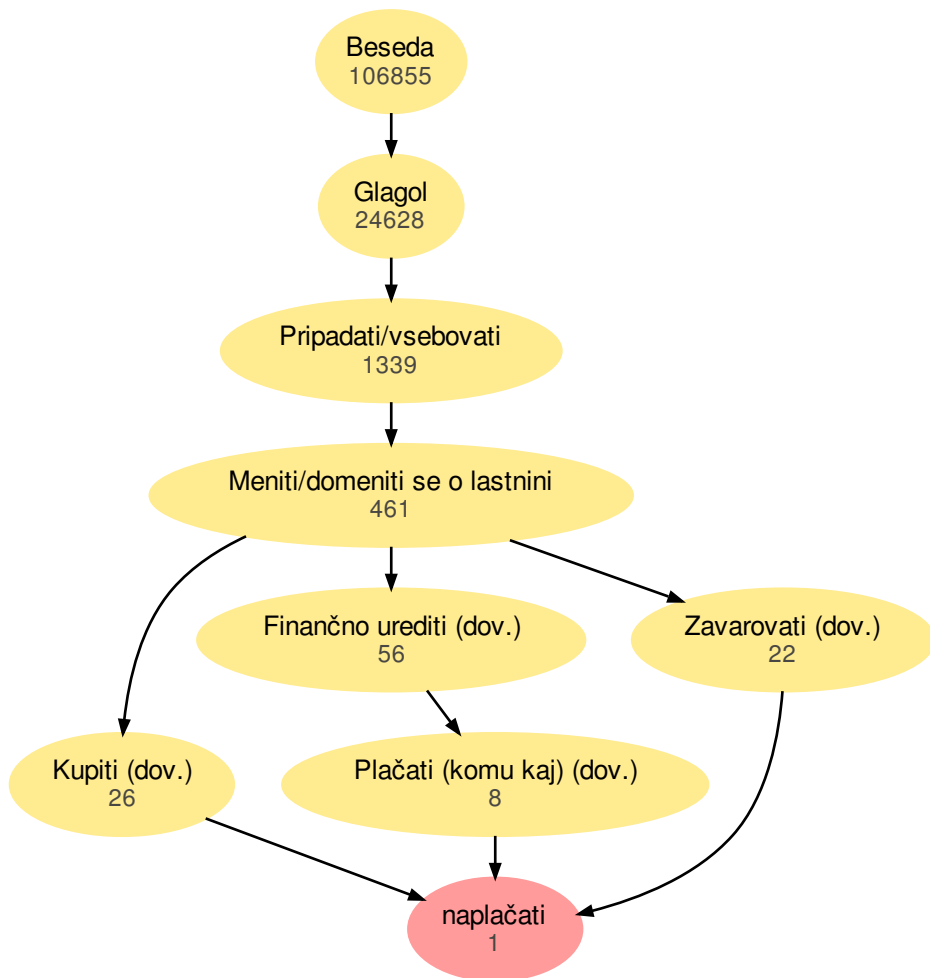 Beseda
106855
Glagol
24628
Pripadati/vsebovati
1339
Meniti/domeniti se o lastnini
461
Finančno urediti (dov.)
56
Zavarovati (dov.)
22
Kupiti (dov.)
26
Plačati (komu kaj) (dov.)
8
naplačati
1